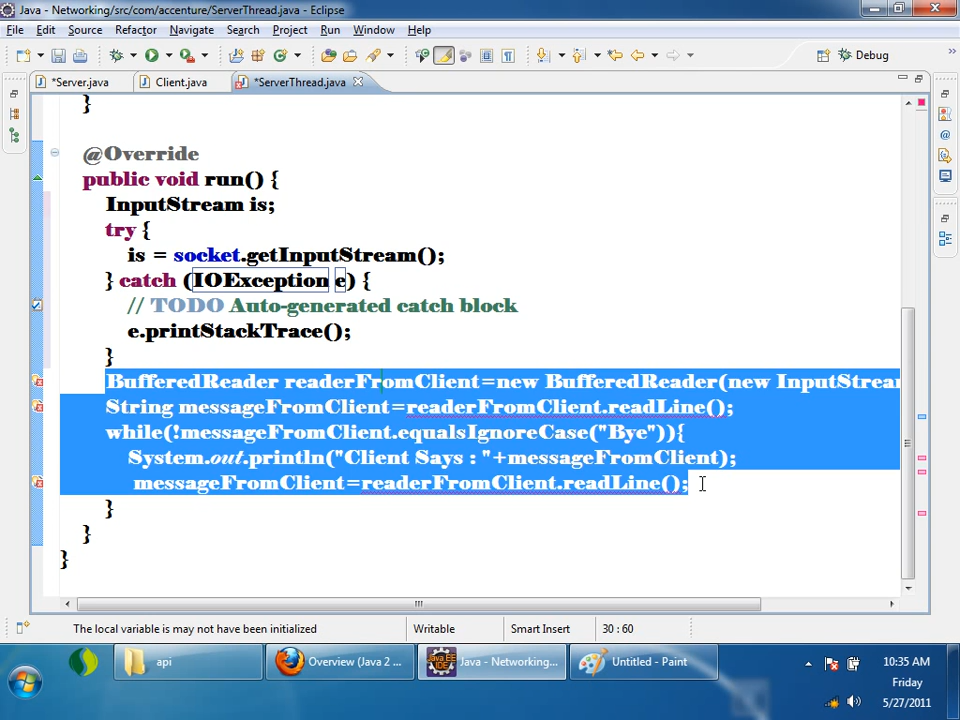 Java - Networking/src/com/accenture/ServerThread.java - Eclipse
File Edit Source Refactor Navigate Search Project Run Window Help
Debug
*Server.java Client.java *ServerThread.java
}
@Override
public void run() {
InputStream is;
try {
is = socket.getInputStream();
} catch (IOException e) {
// TODO Auto-generated catch block
e.printStackTrace();
}
BufferedReader readerFromClient=new BufferedReader(new InputStrear
String messageFromClient=readerFromClient.readLine();
while(!messageFromClient.equalsIgnoreCase("Bye")){
System.out.println("Client Says : "+messageFromClient);
messageFromClient=readerFromClient.readLine();
}
}
}
The local variable is may not have been initialized Writable Smart Insert 30 : 60
api Overview (Java 2 ... Java - Networking... Untitled - Paint 10:35 AM
Friday
5/27/2011